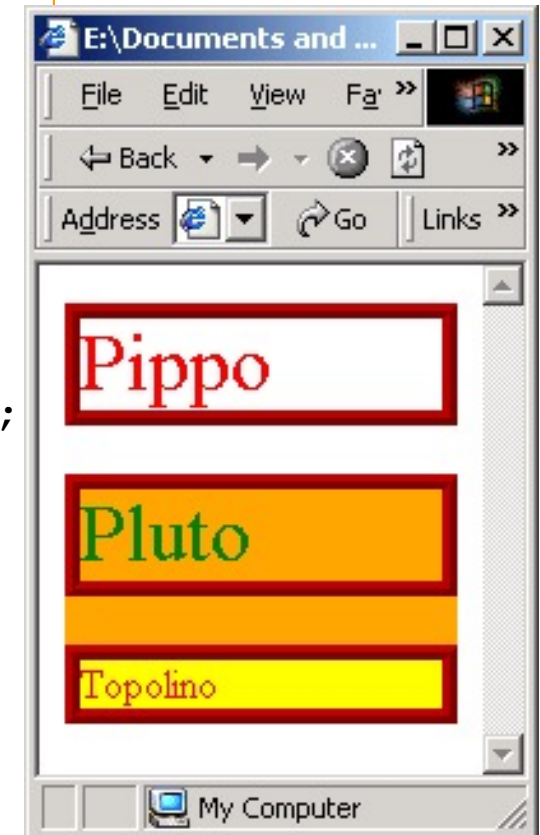 E:\Documents and ...
File Edit View Fa »
Back »
Address Go Links »
Pippo
;
Pluto
Topolino
My Computer